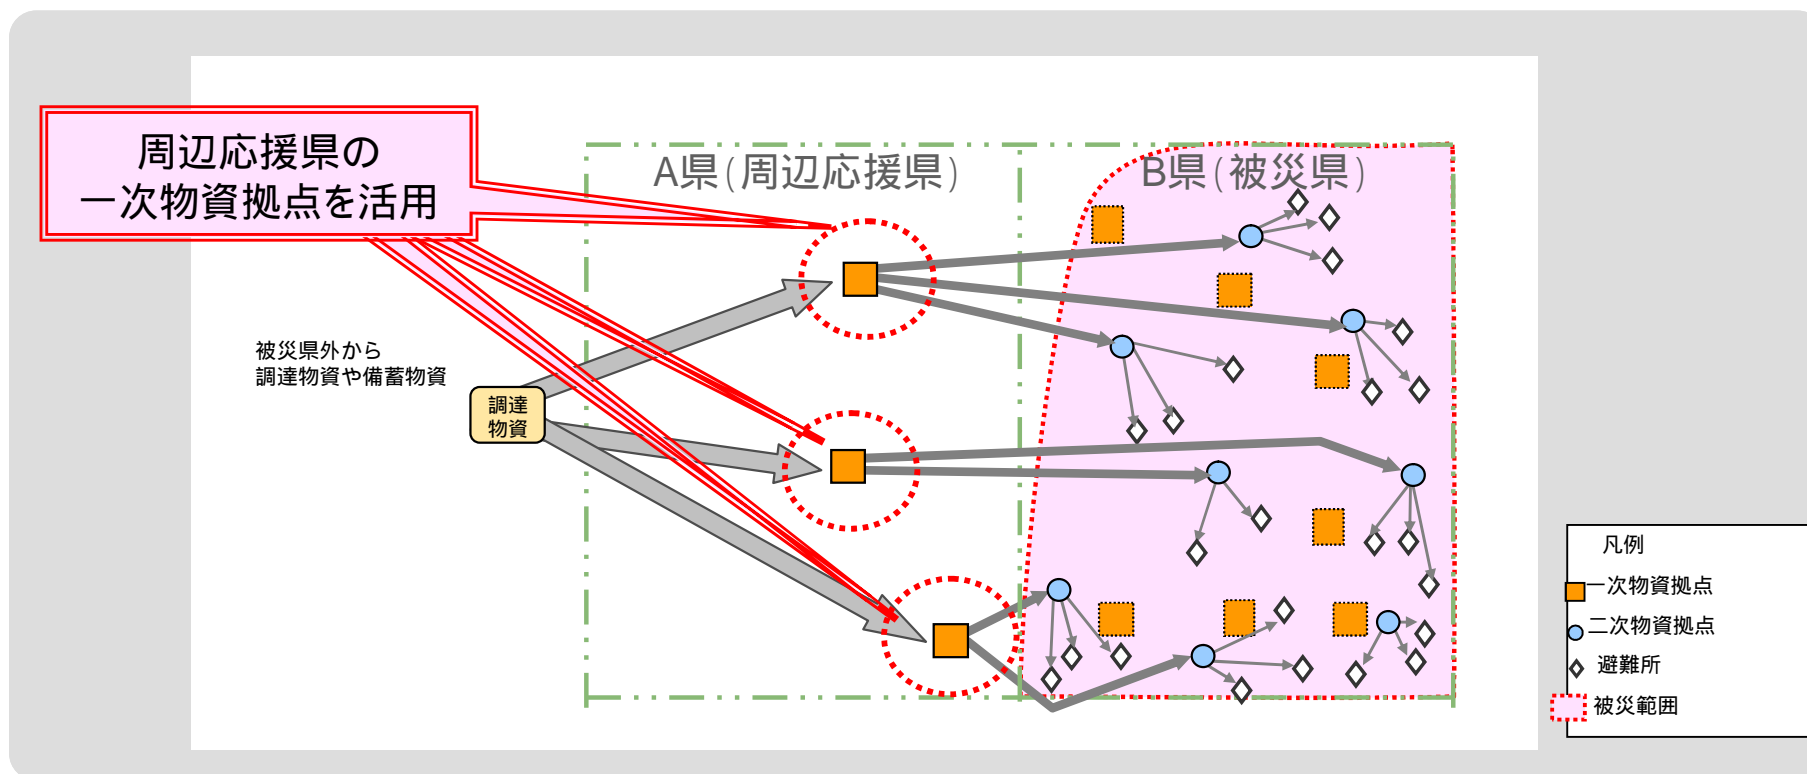 周辺応援県の
一次物資拠点を活用
A県(周辺応援県)
B県(被災県)
被災県外から
調達物資や備蓄物資
調達
物資
凡例
一次物資拠点
二次物資拠点
避難所
被災範囲